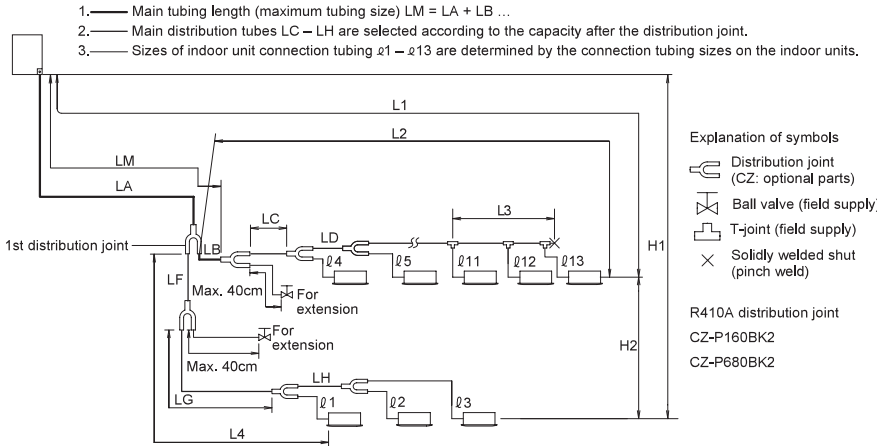 1. Main tubing length (maximum tubing size) LM = LA + LB ...
2. Main distribution tubes LC – LH are selected according to the capacity after the distribution joint.
3. Sizes of indoor unit connection tubing ℓ1 – ℓ13 are determined by the connection tubing sizes on the indoor units.
L1
L2
LM
LA
L3
LC
LD
1st distribution joint
LB
ℓ4
ℓ5
ℓ11
ℓ12
ℓ13
LF
Max. 40cm
For
extension
For
extension
Max. 40cm
LH
LG
ℓ1
ℓ2
ℓ3
L4
H1
H2
Explanation of symbols
Distribution joint
(CZ: optional parts)
Ball valve (field supply)
T-joint (field supply)
Solidly welded shut
(pinch weld)
R410A distribution joint
CZ-P160BK2
CZ-P680BK2